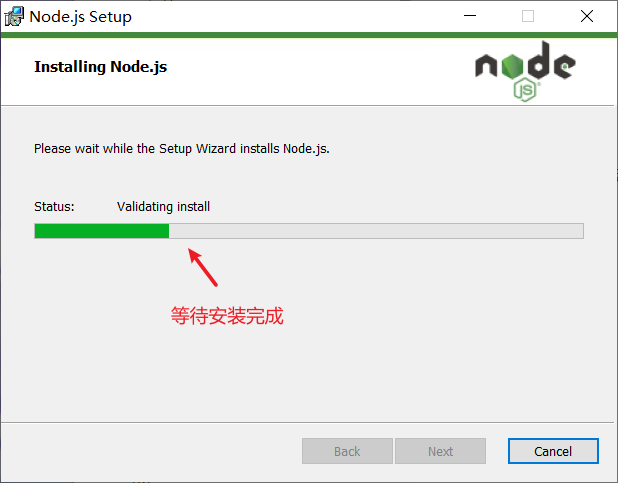 Node.js Setup
Installing Node.js
node
JS
Please wait while the Setup Wizard installs Node.js.
Status: Validating install
等待安装完成
Back Next Cancel